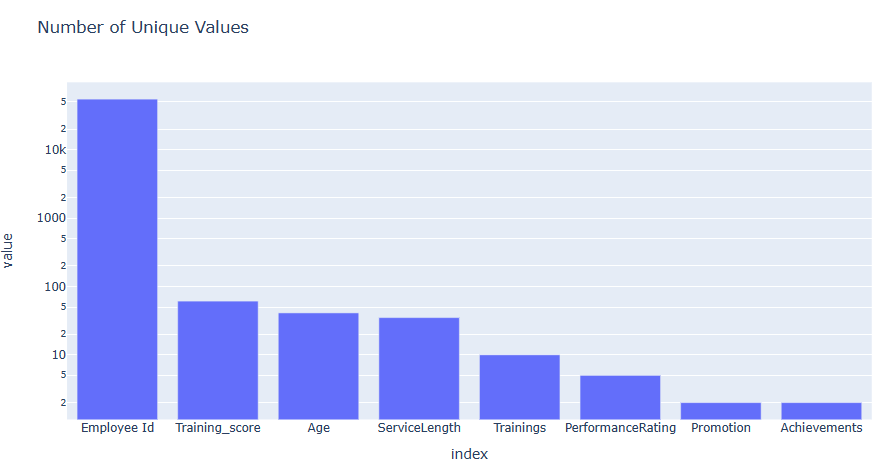 Number of Unique Values
value
5
2
10k
5
2
1000
5
2
100
5
2
10
5
2
Employee Id Training_score Age ServiceLength Trainings PerformanceRating Promotion Achievements
index